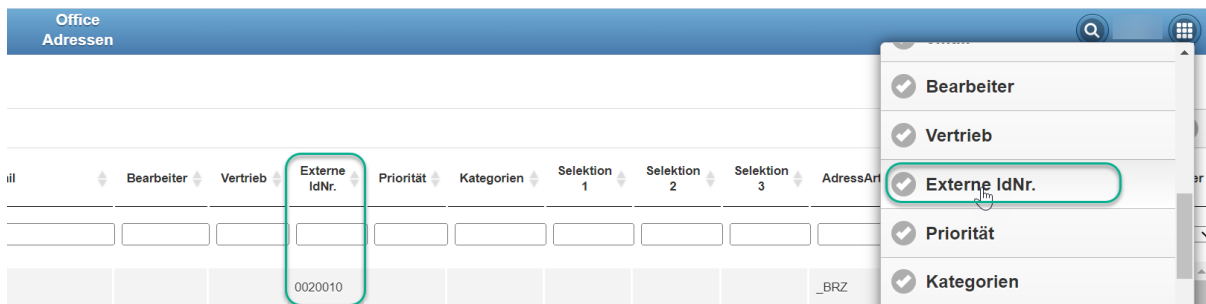 Office
Adressen
Bearbeiter
Vertrieb
Externe
IdNr.
Priorität
Kategorien
Selektion
1
Selektion
2
Selektion
3
AdressArt
0020010
_BRZ
Bearbeiter
Vertrieb
Externe IdNr.
Priorität
Kategorien